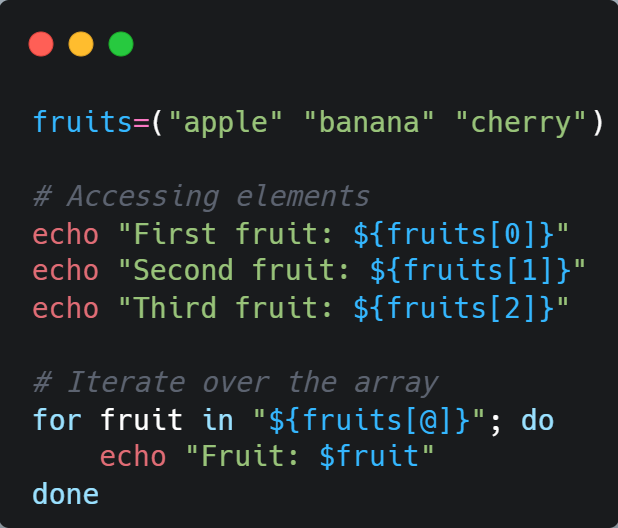 fruits=("apple" "banana" "cherry")
# Accessing elements
echo "First fruit: ${fruits[0]}"
echo "Second fruit: ${fruits[1]}"
echo "Third fruit: ${fruits[2]}"
# Iterate over the array
for fruit in "${fruits[@]}"; do
    echo "Fruit: $fruit"
done